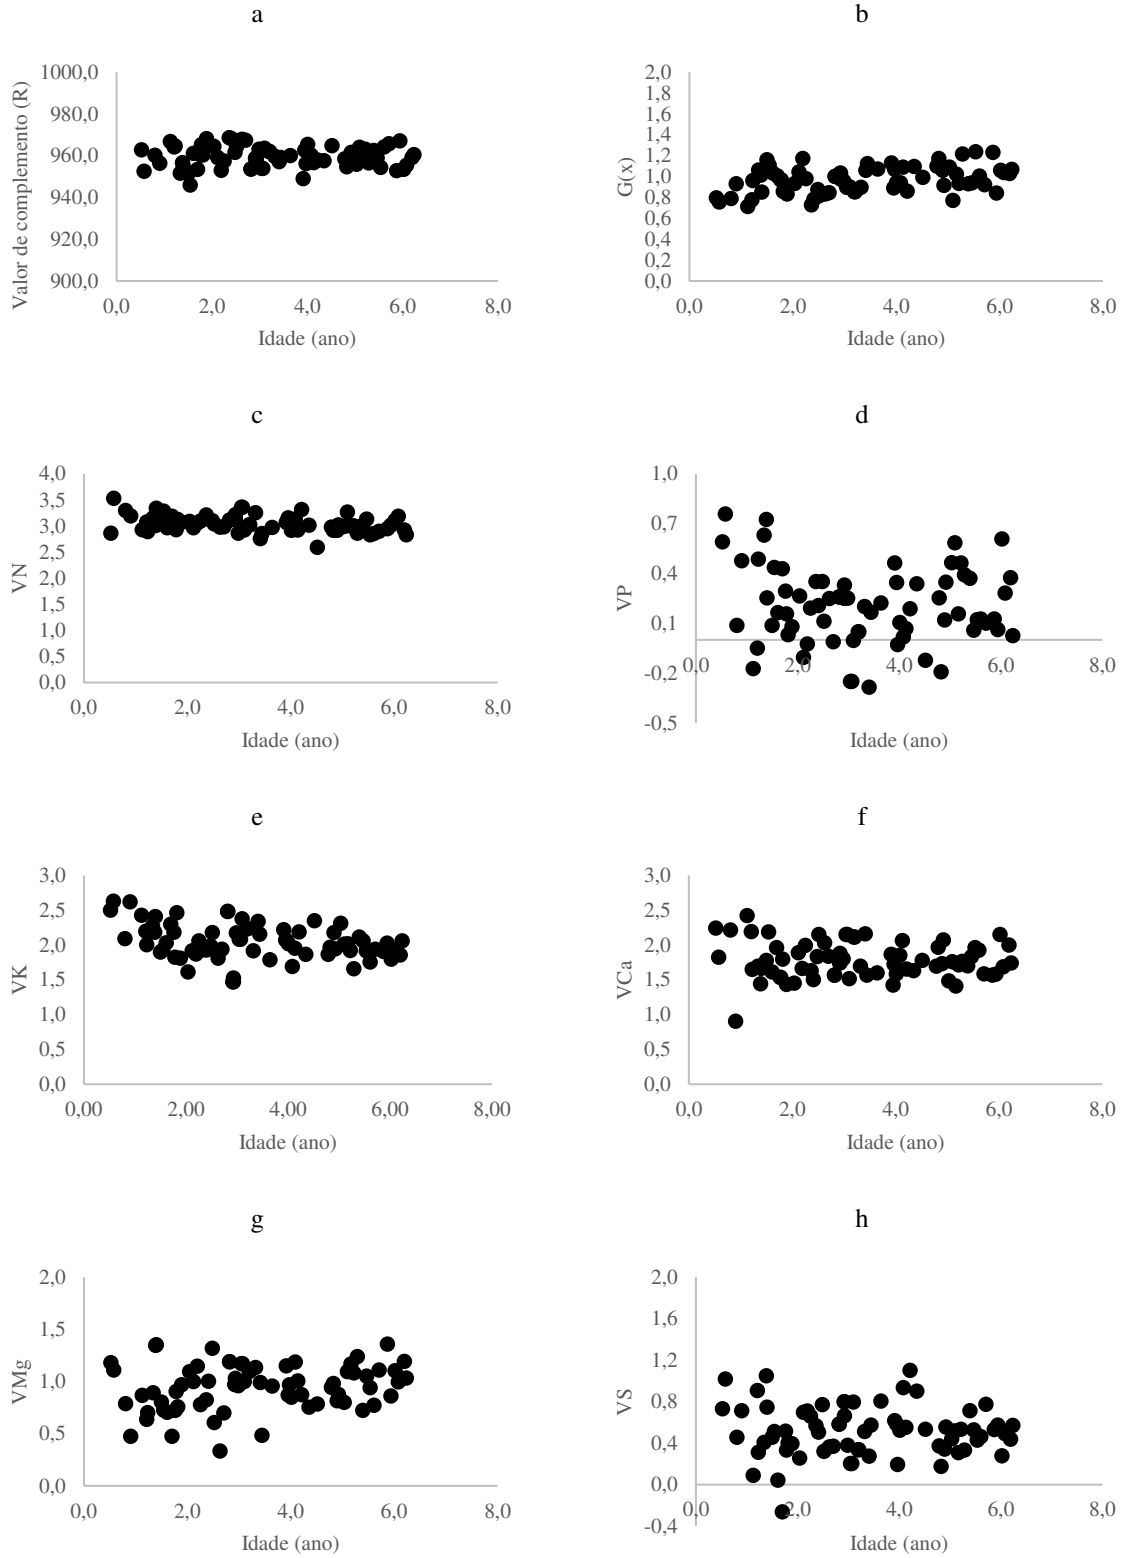 a
1000,0
980,0
960,0
940,0
920,0
900,0
Valor de complemento (R)
0,0 2,0 4,0 6,0 8,0
Idade (ano)
b
2,0
1,8
1,6
1,4
1,2
1,0
0,8
0,6
0,4
0,2
0,0
G(x)
0,0 2,0 4,0 6,0 8,0
Idade (ano)
c
4,0
3,5
3,0
2,5
2,0
1,5
1,0
0,5
0,0
VN
0,0 2,0 4,0 6,0 8,0
Idade (ano)
d
1,0
0,7
0,4
0,1
-0,2
-0,5
VP
0,0 2,0 4,0 6,0 8,0
Idade (ano)
e
3,0
2,5
2,0
1,5
1,0
0,5
0,0
VK
0,00 2,00 4,00 6,00 8,00
Idade (ano)
f
3,0
2,5
2,0
1,5
1,0
0,5
0,0
VCa
0,0 2,0 4,0 6,0 8,0
Idade (ano)
g
2,0
1,5
1,0
0,5
0,0
VMg
0,0 2,0 4,0 6,0 8,0
Idade (ano)
h
2,0
1,6
1,2
0,8
0,4
0,0
-0,4
VS
0,0 2,0 4,0 6,0 8,0
Idade (ano)